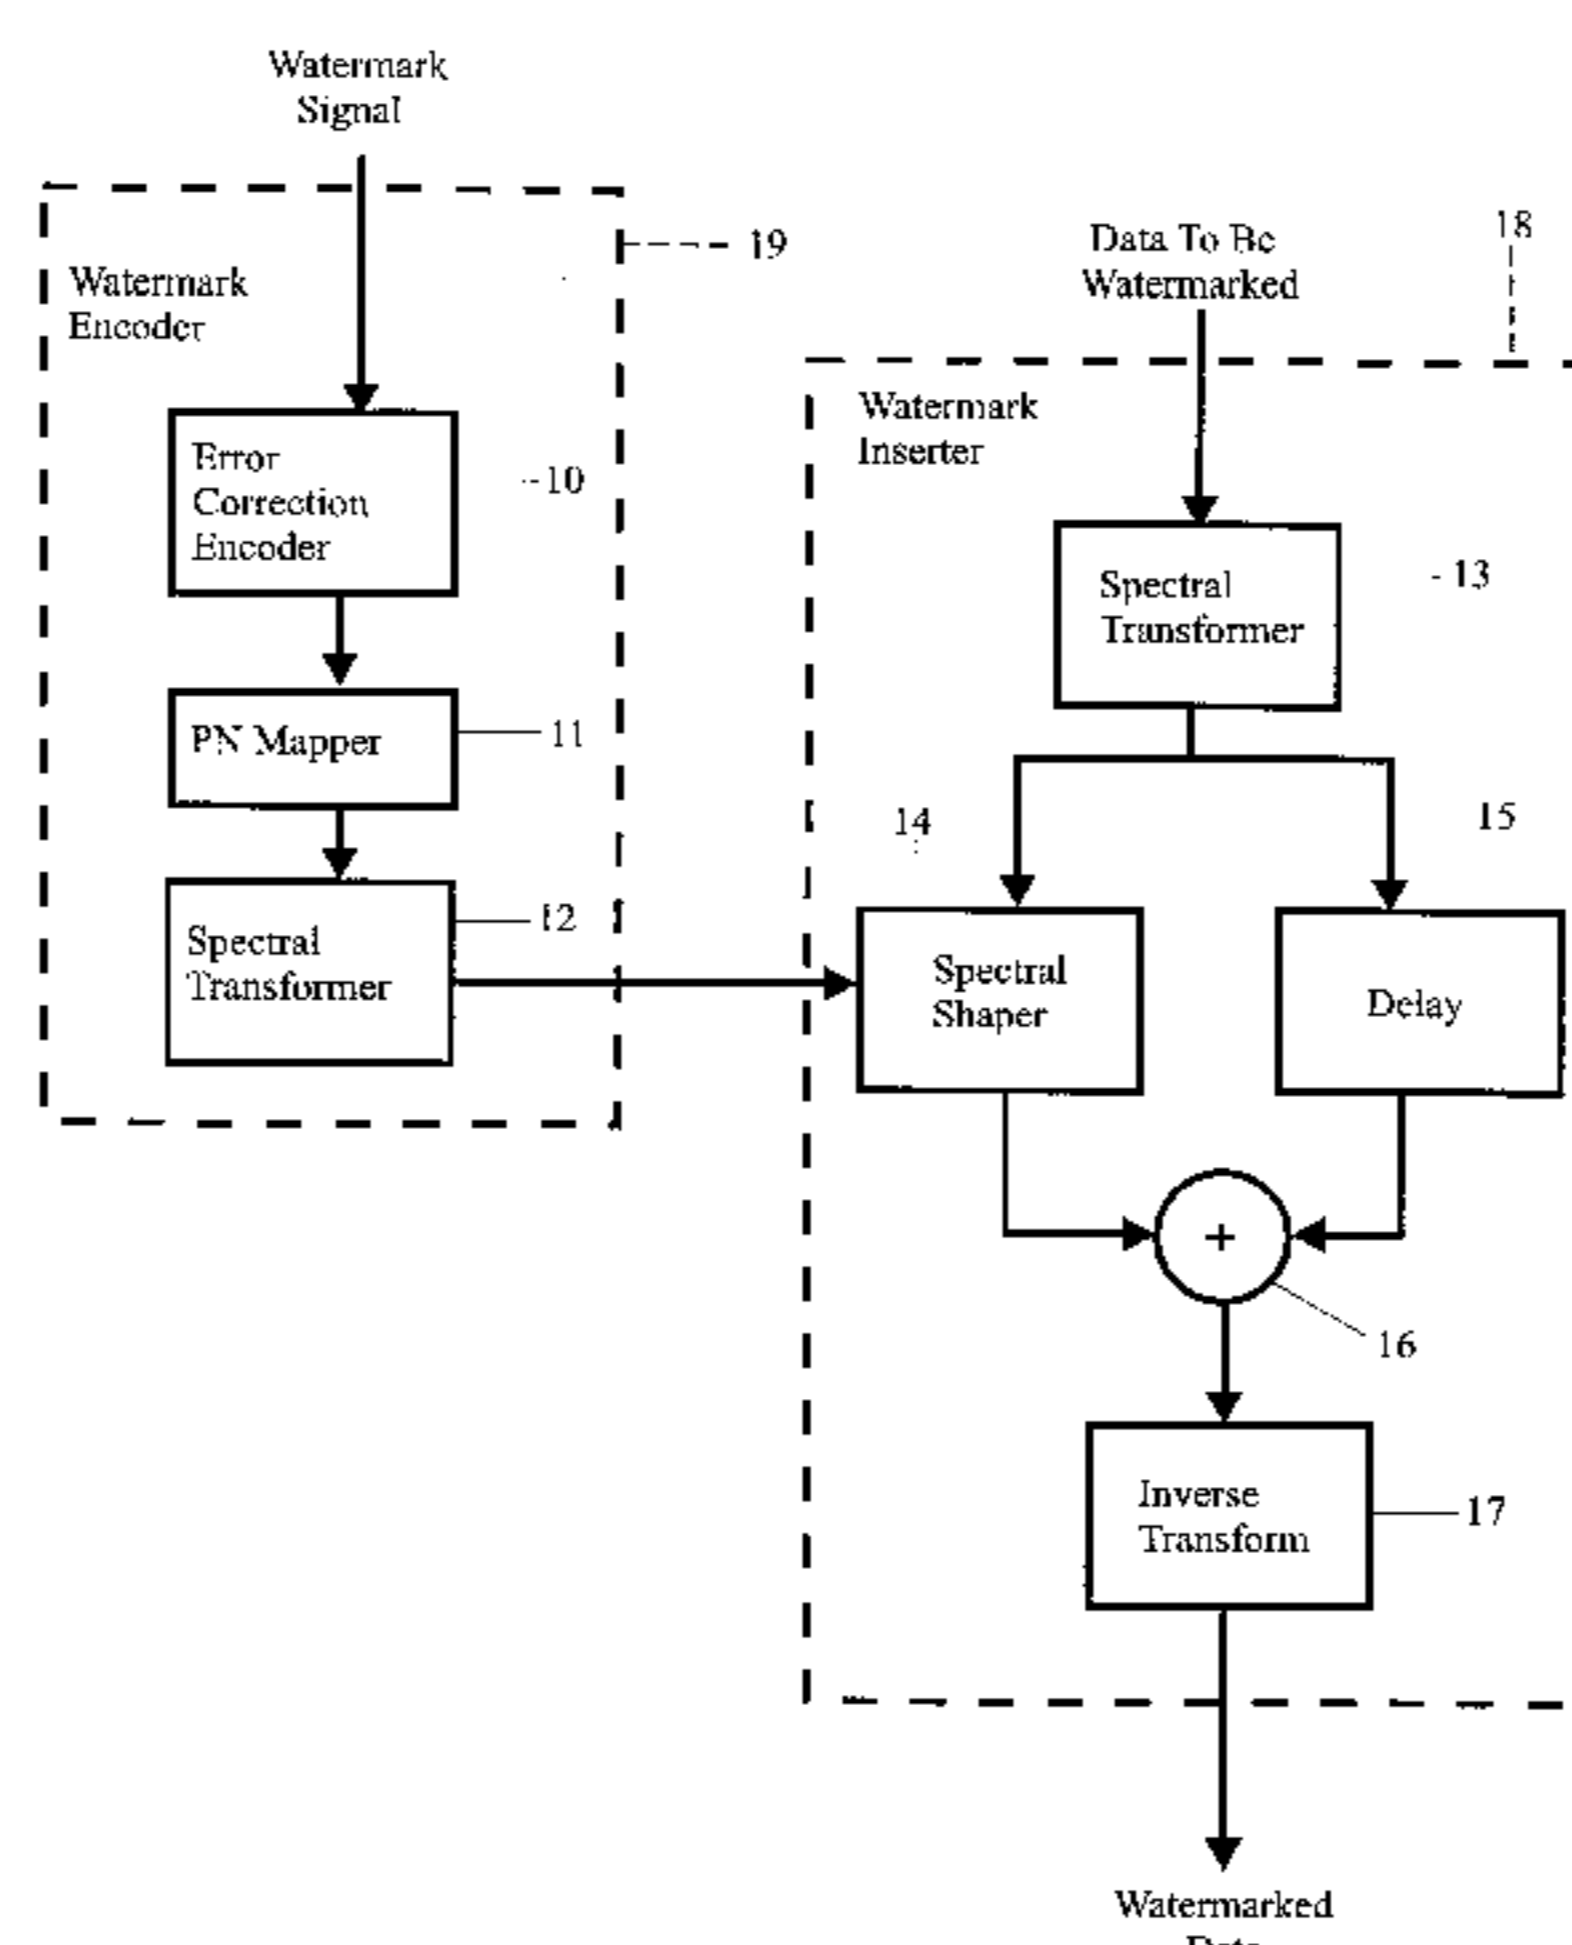 Watermark
Signal
19
Watermark
Encoder
Error
Correction
Encoder
10
PN Mapper
11
Spectral
Transformer
12
Data To Be
Watermarked
18
Watermark
Inserter
Spectral
Transformer
13
14
15
Spectral
Shaper
Delay
+
16
Inverse
Transform
17
Watermarked